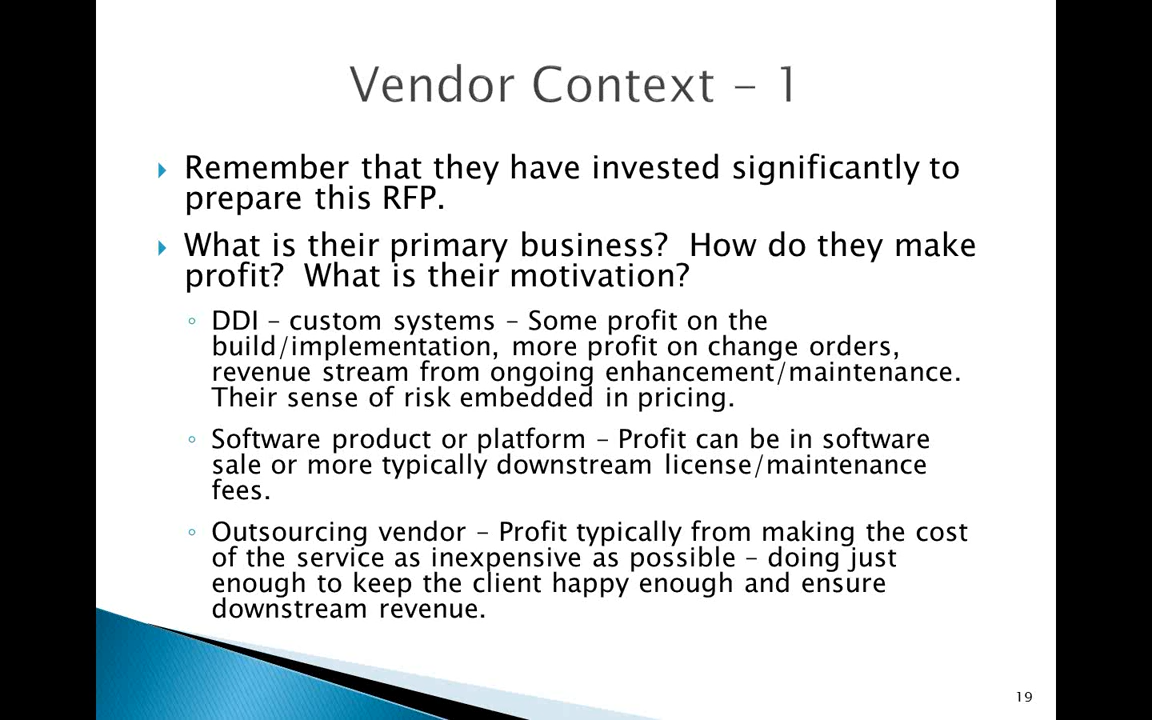 Vendor Context – 1
Remember that they have invested significantly to
prepare this RFP.
What is their primary business?  How do they make
profit?  What is their motivation?
DDI – custom systems – Some profit on the
build/implementation, more profit on change orders,
revenue stream from ongoing enhancement/maintenance.
Their sense of risk embedded in pricing.
Software product or platform – Profit can be in software
sale or more typically downstream license/maintenance
fees.
Outsourcing vendor – Profit typically from making the cost
of the service as inexpensive as possible – doing just
enough to keep the client happy enough and ensure
downstream revenue.
19